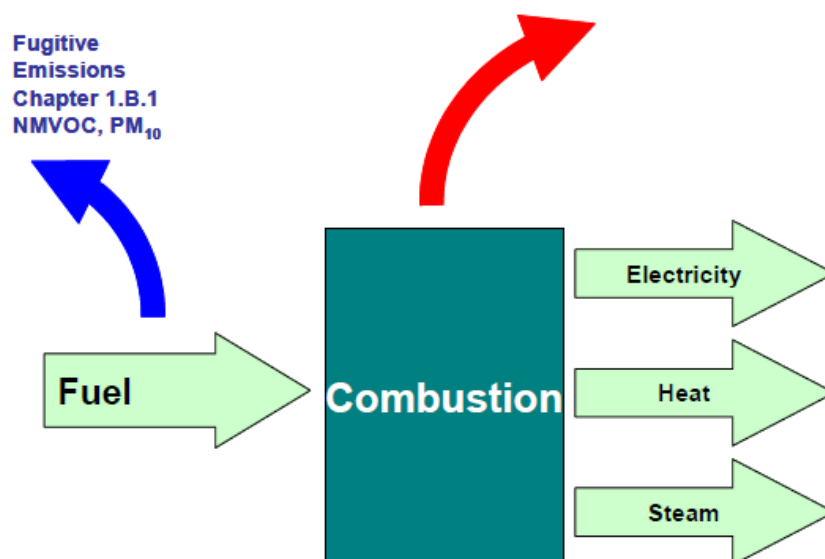 Fugitive
Emissions
Chapter 1.B.1
NMVOC, PM₁₀
Electricity
Fuel
Combustion
Heat
Steam